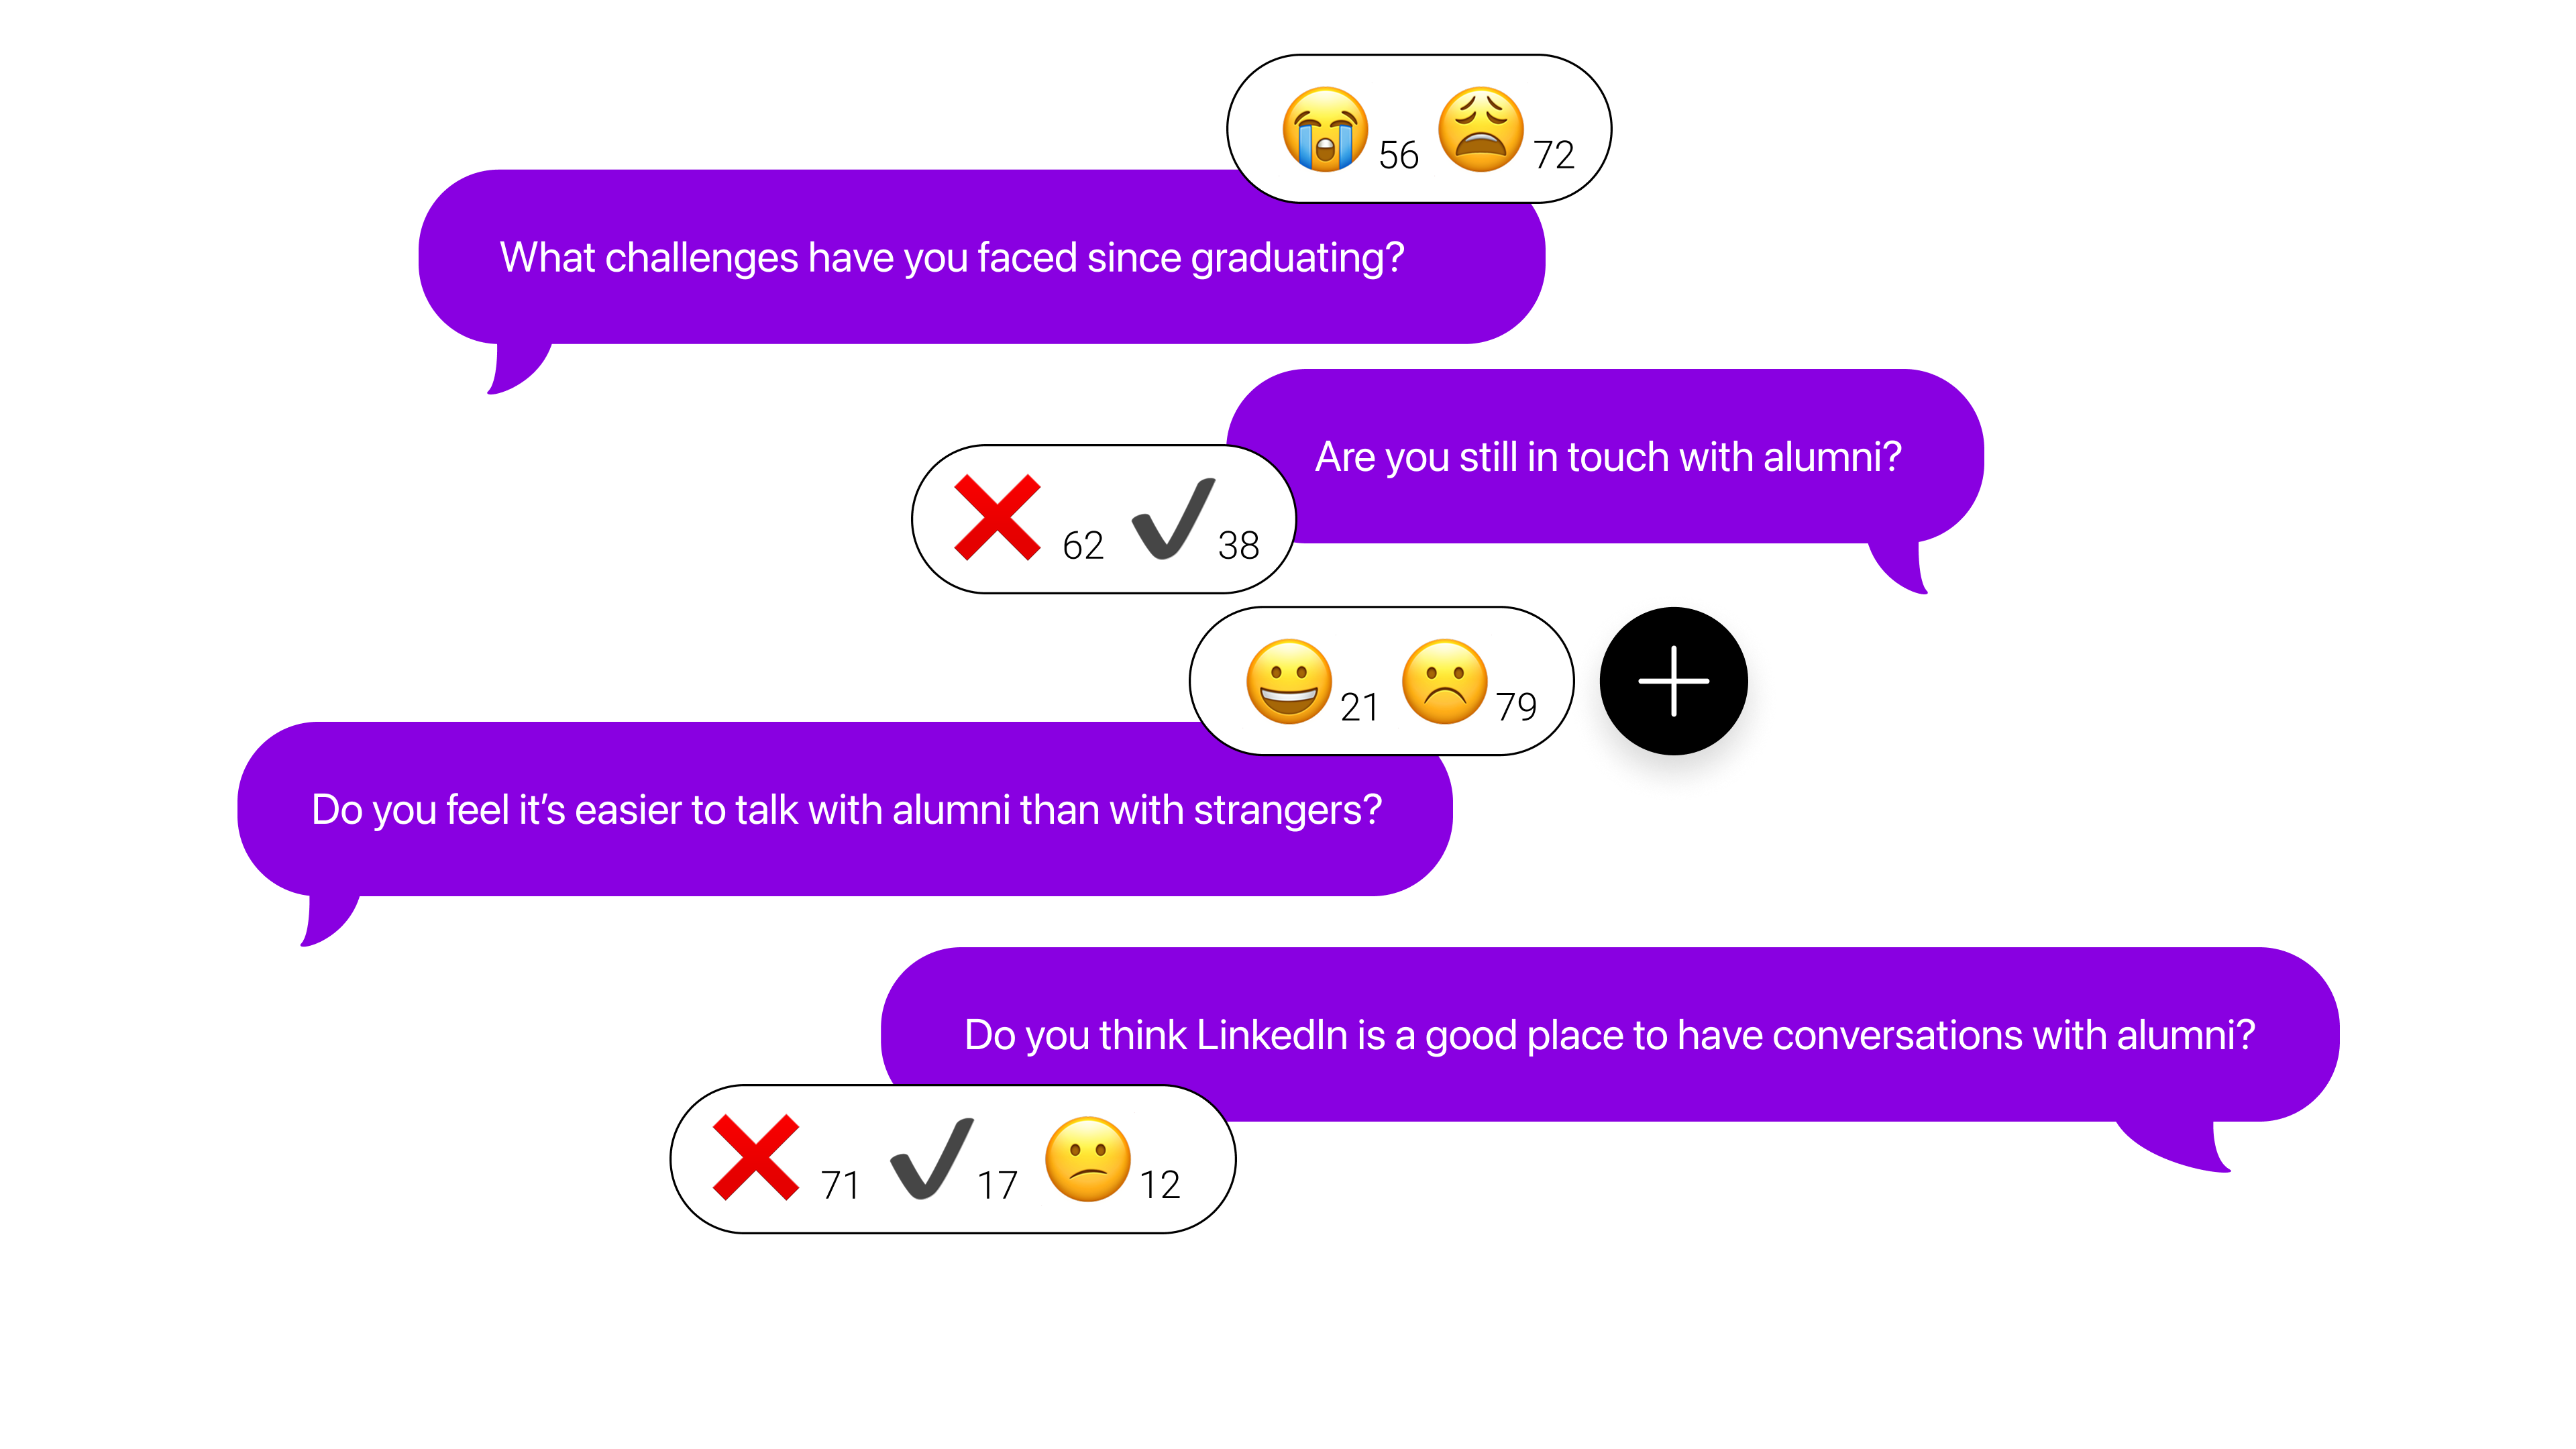 56 72
What challenges have you faced since graduating?
Are you still in touch with alumni?
62 38
21 79
Do you feel it’s easier to talk with alumni than with strangers?
Do you think LinkedIn is a good place to have conversations with alumni?
71 17 12